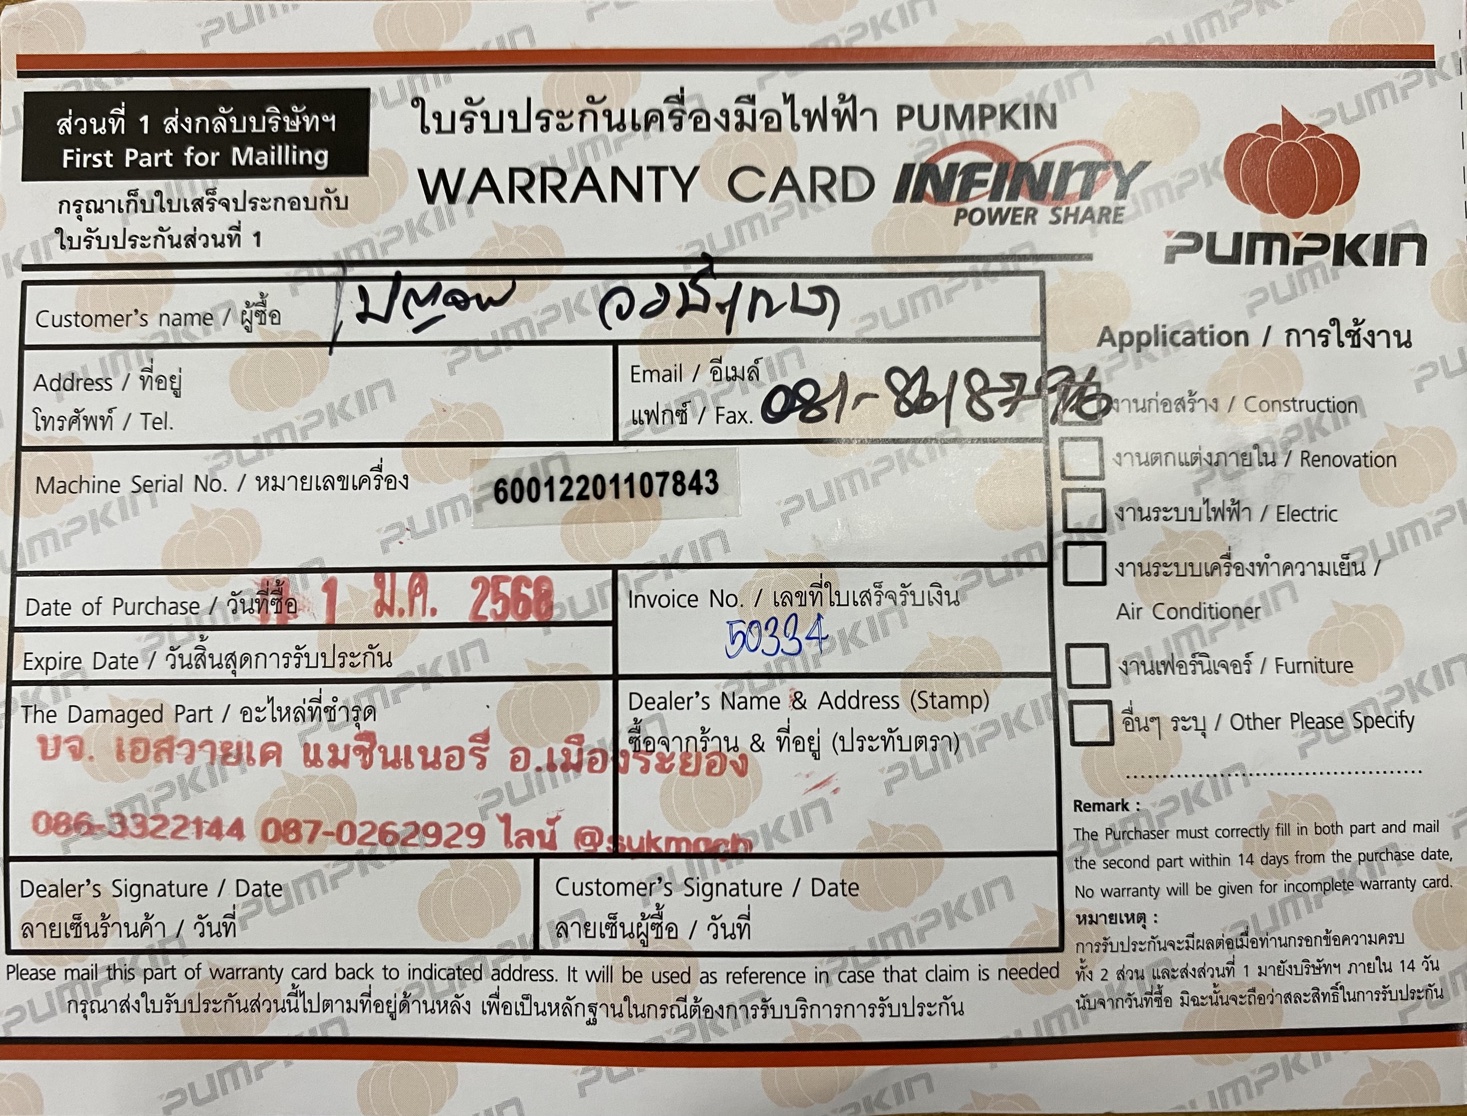 ส่วนที่ 1 ส่งกลับบริษัทฯ
First Part for Mailling
กรุณาเก็บใบเสร็จประกอบกับ
ใบรับประกันส่วนที่ 1
ใบรับประกันเครื่องมือไฟฟ้า PUMPKIN
WARRANTY CARD INFINITY
POWER SHARE
PUMPKIN
Customer's name / ผู้ซื้อ
Address / ที่อยู่
โทรศัพท์ / Tel.
Email / อีเมล์
แฟกซ์ / Fax. 081-8618796
Machine Serial No. / หมายเลขเครื่อง 60012201107843
Date of Purchase / วันที่ซื้อ 1 ม.ค. 2568
Invoice No. / เลขที่ใบเสร็จรับเงิน
50334
Expire Date / วันสิ้นสุดการรับประกัน
The Damaged Part / อะไหล่ที่ชำรุด
Dealer's Name & Address (Stamp)
ซื้อจากร้าน & ที่อยู่ (ประทับตรา)
บจ. เอสวายเค แมชีนเนอรี่ อ.เมืองระยอง
086-3322144 087-0262929 ไลน์ @sykmach
Dealer's Signature / Date
ลายเซ็นร้านค้า / วันที่
Customer's Signature / Date
ลายเซ็นผู้ซื้อ / วันที่
Please mail this part of warranty card back to indicated address. It will be used as reference in case that claim is needed
กรุณาส่งใบรับประกันส่วนนี้ไปตามที่อยู่ด้านหลัง เพื่อเป็นหลักฐานในกรณีต้องการรับบริการการรับประกัน
Application / การใช้งาน
งานก่อสร้าง / Construction
งานตกแต่งภายใน / Renovation
งานระบบไฟฟ้า / Electric
งานระบบเครื่องทำความเย็น /
Air Conditioner
งานเฟอร์นิเจอร์ / Furniture
อื่นๆ ระบุ / Other Please Specify
Remark :
The Purchaser must correctly fill in both part and mail
the second part within 14 days from the purchase date,
No warranty will be given for incomplete warranty card.
หมายเหตุ :
การรับประกันจะมีผลต่อเมื่อท่านกรอกข้อความครบ
ทั้ง 2 ส่วน และส่งส่วนที่ 1 มายังบริษัทฯ ภายใน 14 วัน
นับจากวันที่ซื้อ มิฉะนั้นจะถือว่าสละสิทธิ์ในการรับประกัน